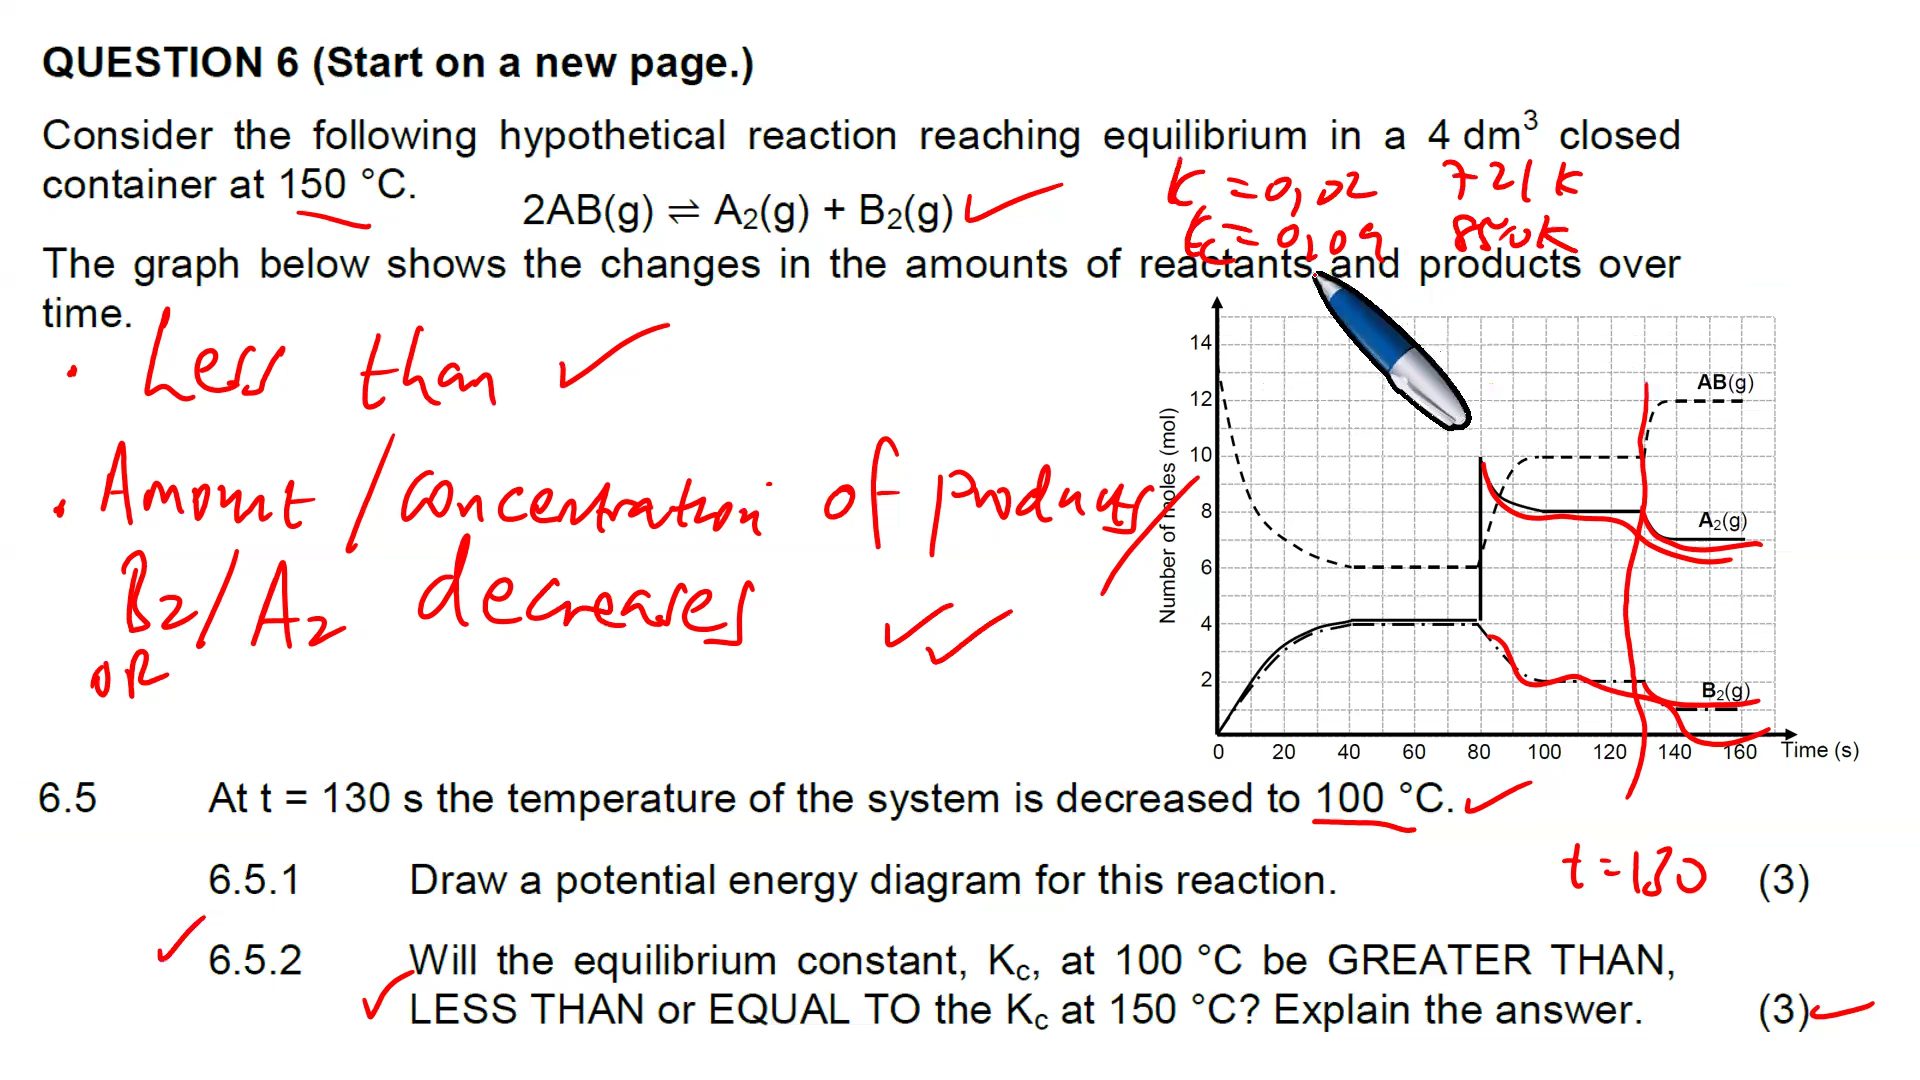 QUESTION 6 (Start on a new page.)
Consider the following hypothetical reaction reaching equilibrium in a 4 dm³ closed
container at 150 °C.
2AB(g) ⇌ A₂(g) + B₂(g)
K = 0,02 721 K
Kc = 0,09 850K
The graph below shows the changes in the amounts of reactants and products over
time.
• Less than ✓
• Amount / concentration of products
B₂/A₂ decreases ✓✓
OR
Number of moles (mol)
14
12
10
8
6
4
2
0 20 40 60 80 100 120 140 160 Time (s)
AB(g)
A₂(g)
B₂(g)
6.5 At t = 130 s the temperature of the system is decreased to 100 °C.
6.5.1 Draw a potential energy diagram for this reaction. (3)
t = 130
6.5.2 Will the equilibrium constant, Kc, at 100 °C be GREATER THAN,
LESS THAN or EQUAL TO the Kc at 150 °C? Explain the answer. (3)